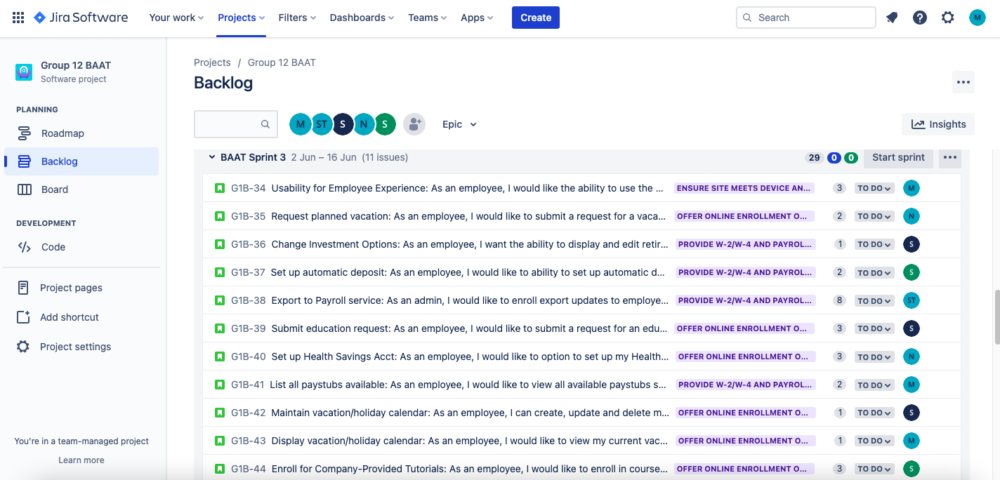 Jira Software Your work Projects Filters Dashboards Teams Apps Create Search M
Group 12 BAAT
Software project
PLANNING
Roadmap
Backlog
Board
DEVELOPMENT
Code
Project pages
Add shortcut
Project settings
You're in a team-managed project
Learn more
Projects / Group 12 BAAT
Backlog
M ST S N S Epic Insights
BAAT Sprint 3 2 Jun – 16 Jun (11 issues) 29 0 0 Start sprint
G1B-34 Usability for Employee Experience: As an employee, I would like the ability to use the ... ENSURE SITE MEETS DEVICE AN... 3 TO DO M
G1B-35 Request planned vacation: As an employee, I would like to submit a request for a vaca... OFFER ONLINE ENROLLMENT O... 2 TO DO N
G1B-36 Change Investment Options: As an employee, I want the ability to display and edit retir... PROVIDE W-2/W-4 AND PAYROL... 1 TO DO S
G1B-37 Set up automatic deposit: As an employee, I would like to ability to set up automatic d... PROVIDE W-2/W-4 AND PAYROL... 2 TO DO S
G1B-38 Export to Payroll service: As an admin, I would like to enroll export updates to employe... PROVIDE W-2/W-4 AND PAYROL... 8 TO DO ST
G1B-39 Submit education request: As an employee, I would like to submit a request for an edu... OFFER ONLINE ENROLLMENT O... 3 TO DO S
G1B-40 Set up Health Savings Acct: As an employee, I would like to option to set up my Health... OFFER ONLINE ENROLLMENT O... 3 TO DO N
G1B-41 List all paystubs available: As an employee, I would like to view all available paystubs s... PROVIDE W-2/W-4 AND PAYROL... 2 TO DO M
G1B-42 Maintain vacation/holiday calendar: As an employee, I can create, update and delete m... OFFER ONLINE ENROLLMENT O... 1 TO DO S
G1B-43 Display vacation/holiday calendar: As an employee, I would like to view my current vac... OFFER ONLINE ENROLLMENT O... 1 TO DO M
G1B-44 Enroll for Company-Provided Tutorials: As an employee, I would like to enroll in course... OFFER ONLINE ENROLLMENT O... 3 TO DO S